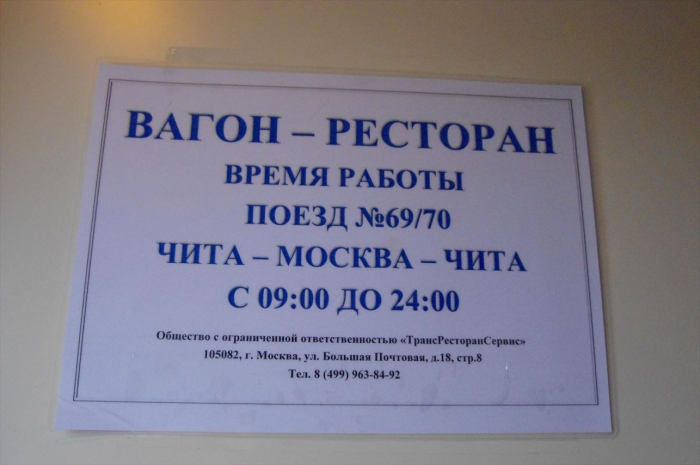 ВАГОН – РЕСТОРАН
ВРЕМЯ РАБОТЫ
ПОЕЗД №69/70
ЧИТА – МОСКВА – ЧИТА
С 09:00 ДО 24:00
Общество с ограниченной ответственностью «ТрансРесторанСервис»
105082, г. Москва, ул. Большая Почтовая, д.18, стр.8
Тел. 8 (499) 963-84-92